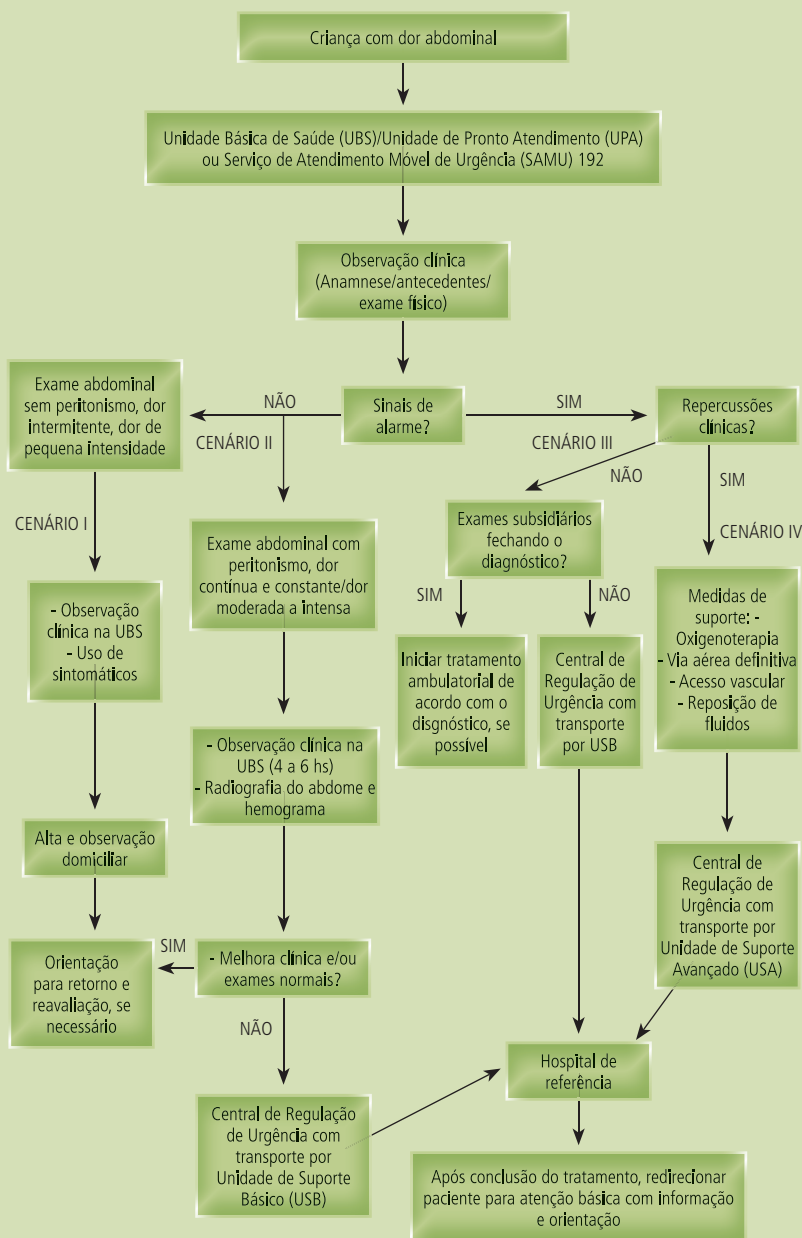 Criança com dor abdominal
Unidade Básica de Saúde (UBS)/Unidade de Pronto Atendimento (UPA)
ou Serviço de Atendimento Móvel de Urgência (SAMU) 192
Observação clínica
(Anamnese/antecedentes/
exame físico)
Exame abdominal
sem peritonismo, dor
intermitente, dor de
pequena intensidade
NÃO
Sinais de
alarme?
SIM
Repercussões
clínicas?
CENÁRIO I
CENÁRIO II
CENÁRIO III
NÃO
SIM
CENÁRIO IV
- Observação
clínica na UBS
- Uso de
sintomáticos
Exame abdominal com
peritonismo, dor
contínua e constante/dor
moderada a intensa
Exames subsidiários
fechando o
diagnóstico?
SIM
NÃO
Iniciar tratamento
ambulatorial de
acordo com o
disgnóstico, se
possível
Central de
Regulação de
Urgência com
transporte
por USB
Medidas de
suporte: -
Oxigenoterapia
- Via aérea definitiva
- Acesso vascular
- Reposição de
fluidos
- Observação clínica na
UBS (4 a 6 hs)
- Radiografia do abdome e
hemograma
Alta e observação
domiciliar
Central de
Regulação de
Urgência com
transporte por
Unidade de Suporte
Avançado (USA)
Orientação
para retorno e
reavaliação, se
necessário
SIM
- Melhora clínica e/ou
exames normais?
NÃO
Central de Regulação
de Urgência com
transporte por
Unidade de Suporte
Básico (USB)
Hospital de
referência
Após conclusão do tratamento, redirecionar
paciente para atenção básica com informação
e orientação